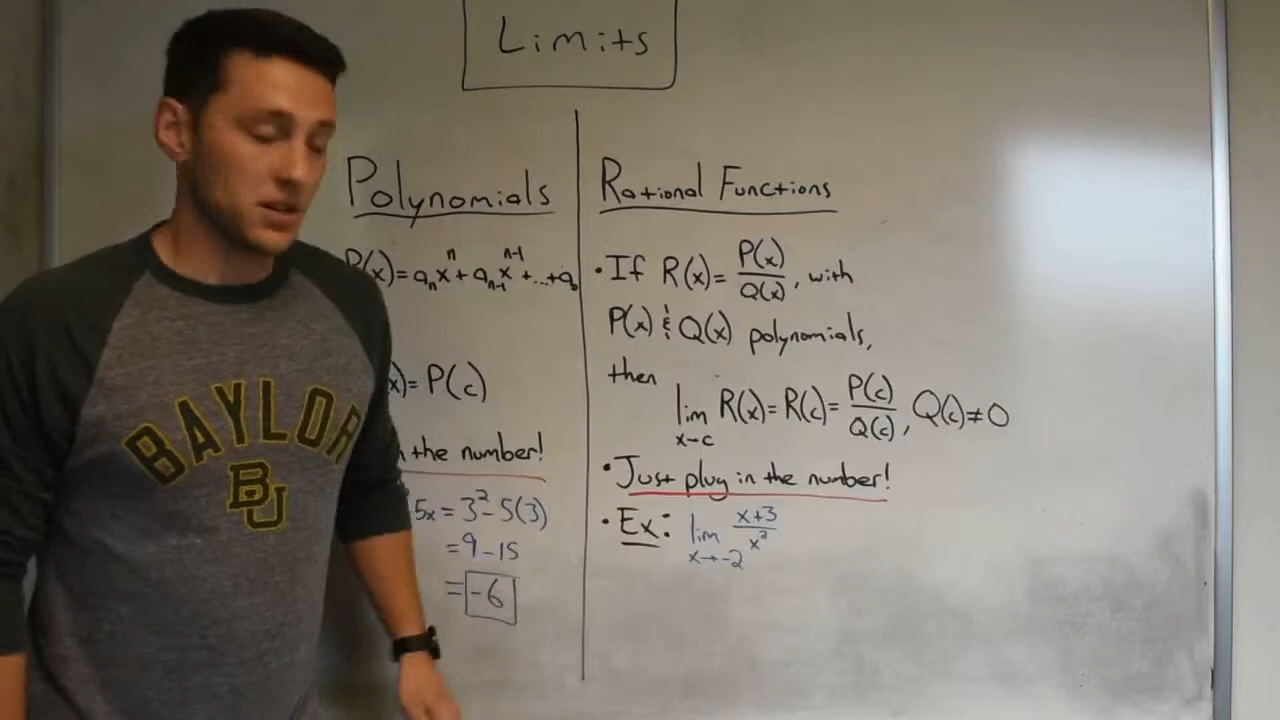 Limits
Polynomials
P(x)=aₙxⁿ+aₙ₋₁xⁿ⁻¹+...+a₀
x)=P(c)
the number!
5x=3²-5(3)
=9-15
=-6
Rational Functions
•If R(x)=P(x)/Q(x), with
P(x) & Q(x) polynomials,
then
lim x→c R(x)=R(c)=P(c)/Q(c), Q(c)≠0
•Just plug in the number!
•Ex: lim x→-2 x+3/x²
BAYLOR
BU